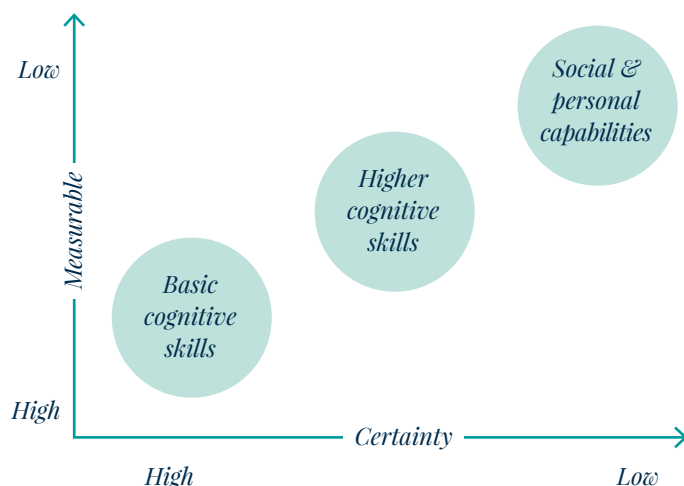 Low
Social &
personal
capabilities
Measurable
Higher
cognitive
skills
Basic
cognitive
skills
High
Certainty
High
Low